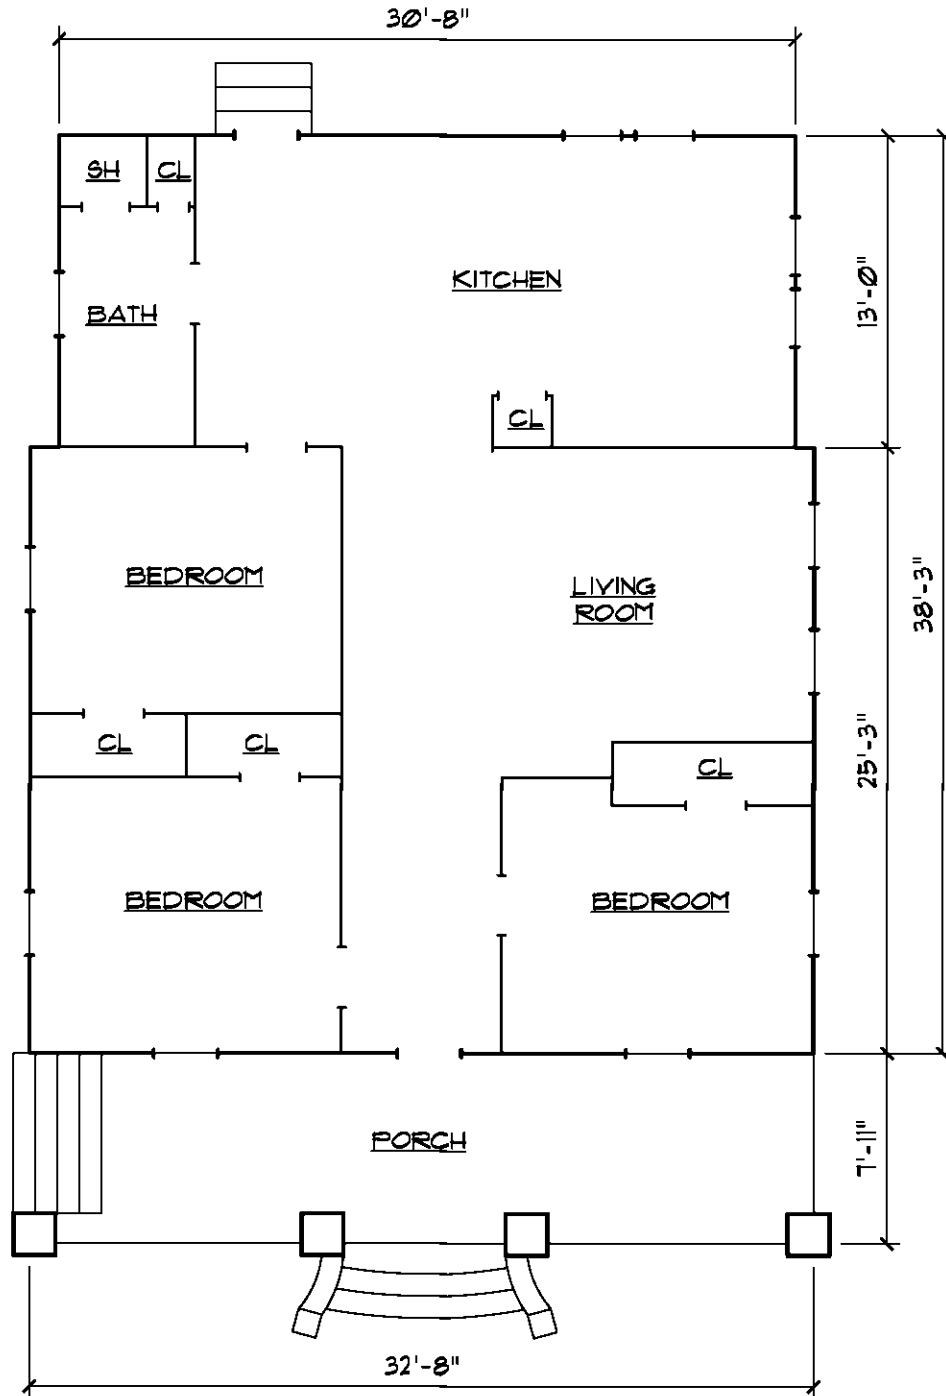 30'-8"
SH
CL
KITCHEN
13'-0"
BATH
CL
BEDROOM
LIVING
ROOM
38'-3"
CL
CL
CL
25'-3"
BEDROOM
BEDROOM
PORCH
7'-11"
32'-8"